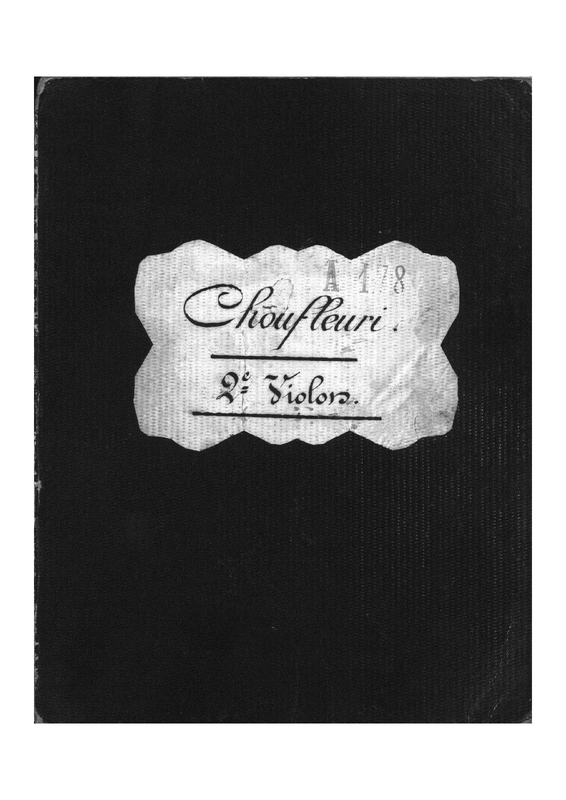 A 178
Choufleuri.
2e Violon.